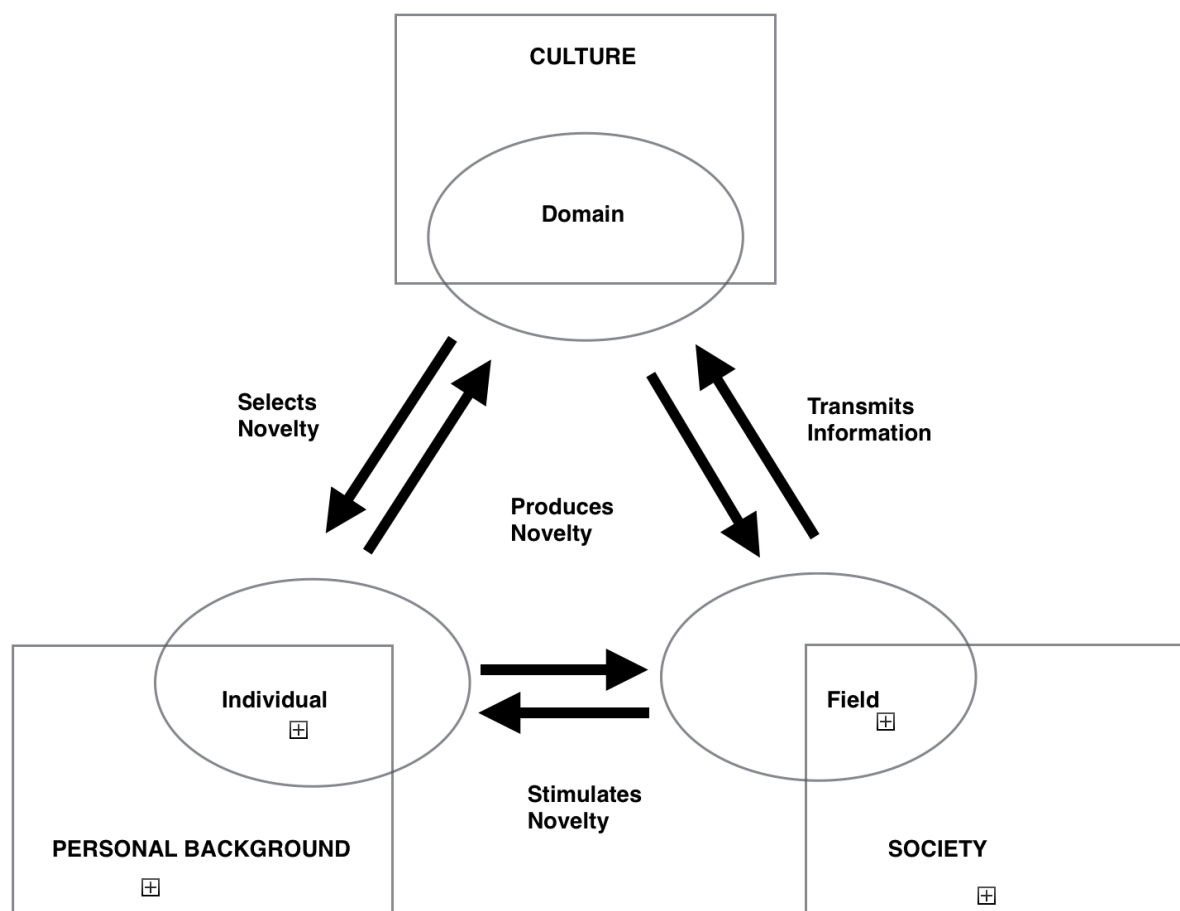 CULTURE
Domain
Selects
Novelty
Transmits
Information
Produces
Novelty
Individual
Field
Stimulates
Novelty
PERSONAL BACKGROUND
SOCIETY